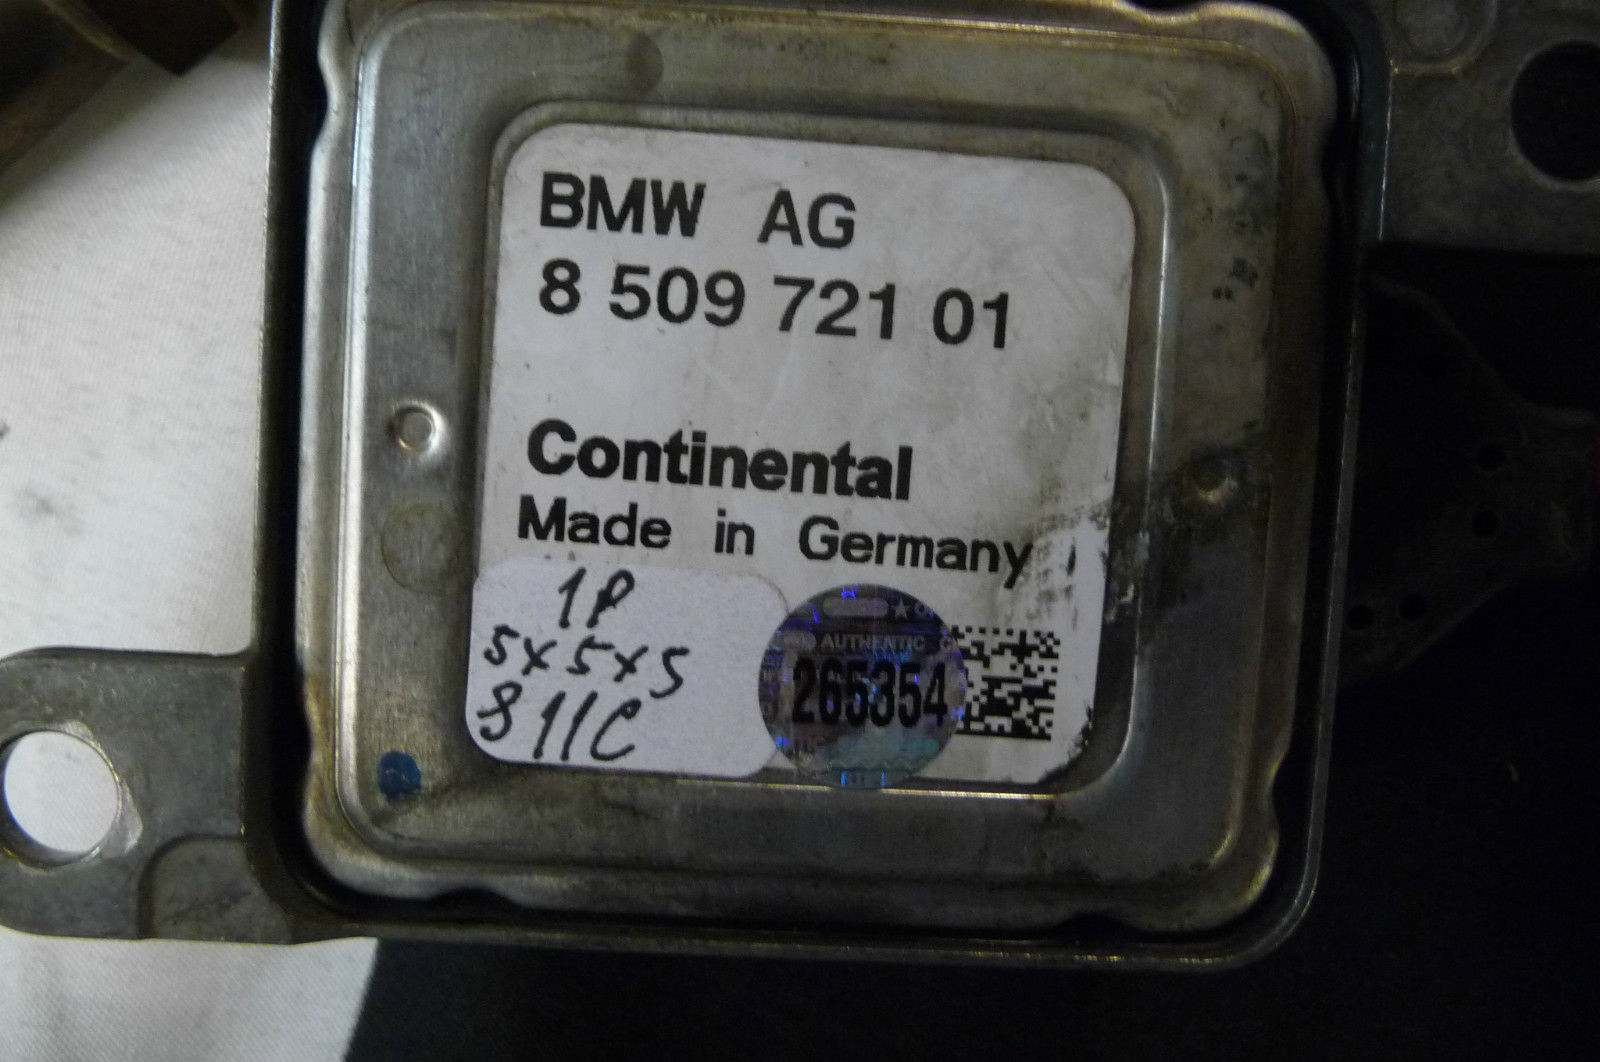 BMW AG
8 509 721 01
Continental
Made in Germany
1P
5x5x5
811C
AUTHENTIC
265354